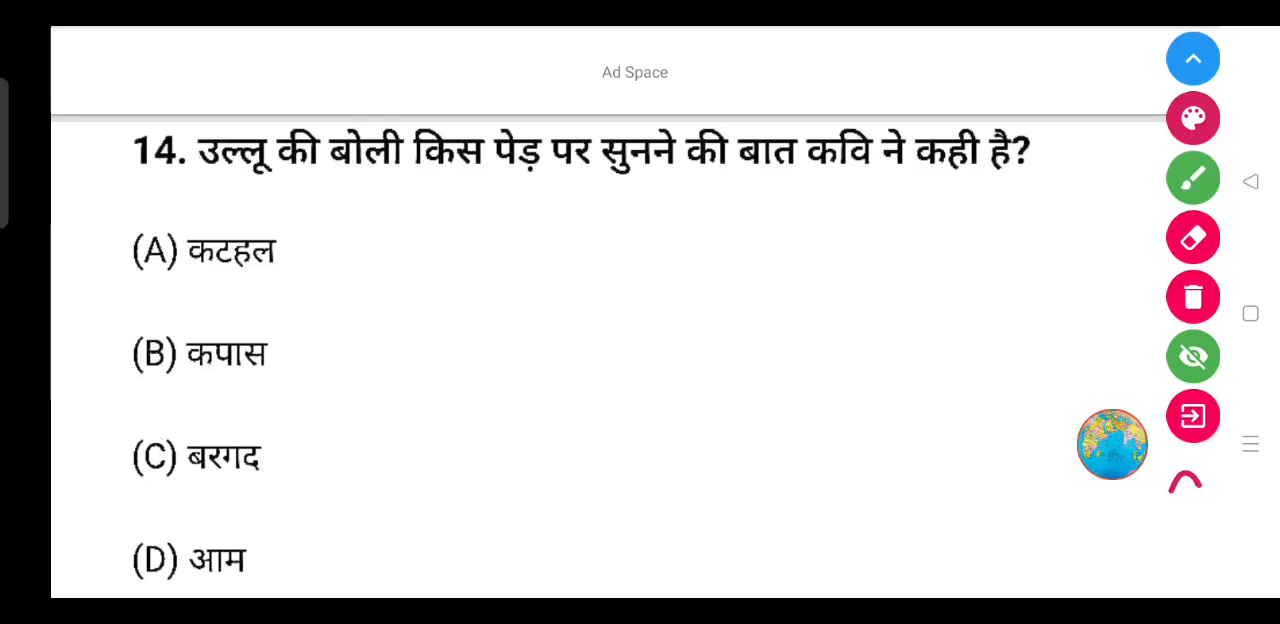 Ad Space
14. उल्लू की बोली किस पेड़ पर सुनने की बात कवि ने कही है?
(A) कटहल
(B) कपास
(C) बरगद
(D) आम